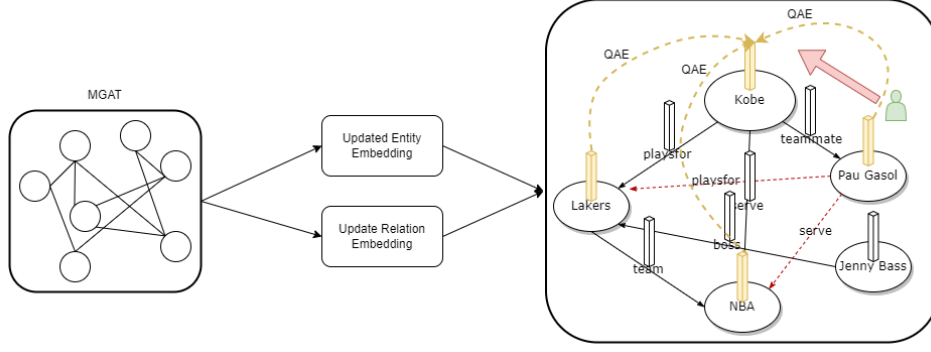 MGAT
Updated Entity
Embedding
Update Relation
Embedding
QAE
QAE
QAE
Kobe
playsfor
teammate
playsfor
Pau Gasol
Lakers
serve
boss
serve
team
Jenny Bass
NBA